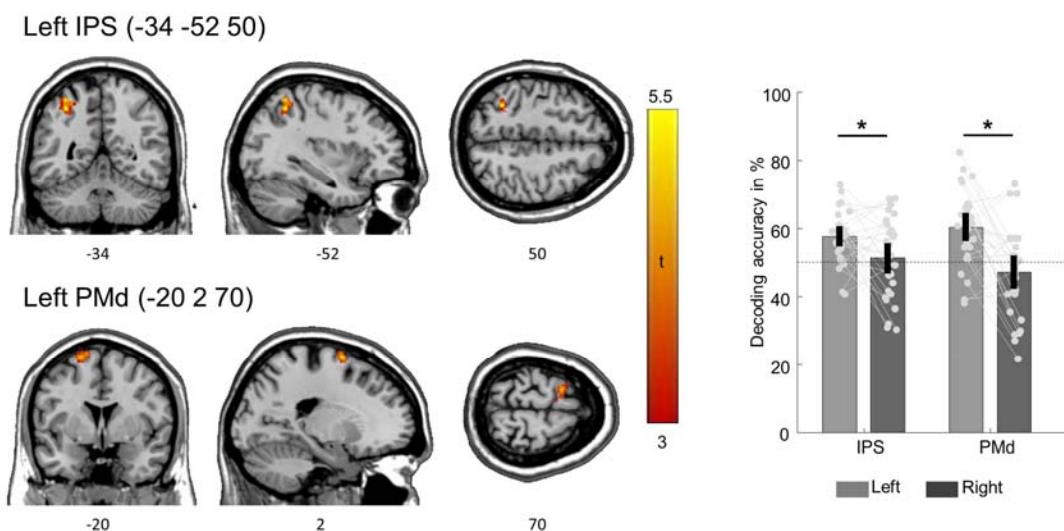 Left IPS (-34 -52 50)
-34
-52
50
Left PMd (-20 2 70)
-20
2
70
5.5
t
3
Decoding accuracy in %
100
80
60
40
20
0
*
*
IPS
PMd
Left
Right